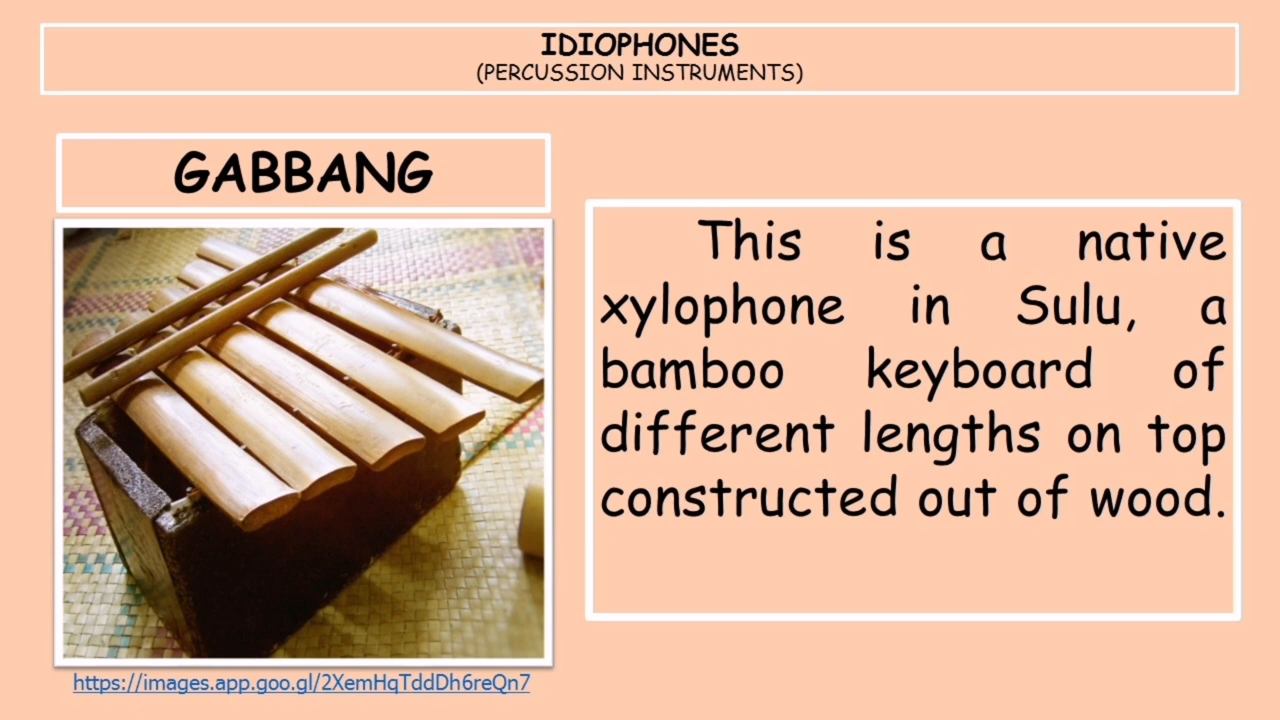 IDIOPHONES
(PERCUSSION INSTRUMENTS)
GABBANG
This is a native
xylophone in Sulu, a
bamboo keyboard of
different lengths on top
constructed out of wood.
https://images.app.goo.gl/2XemHqTddDh6reQn7